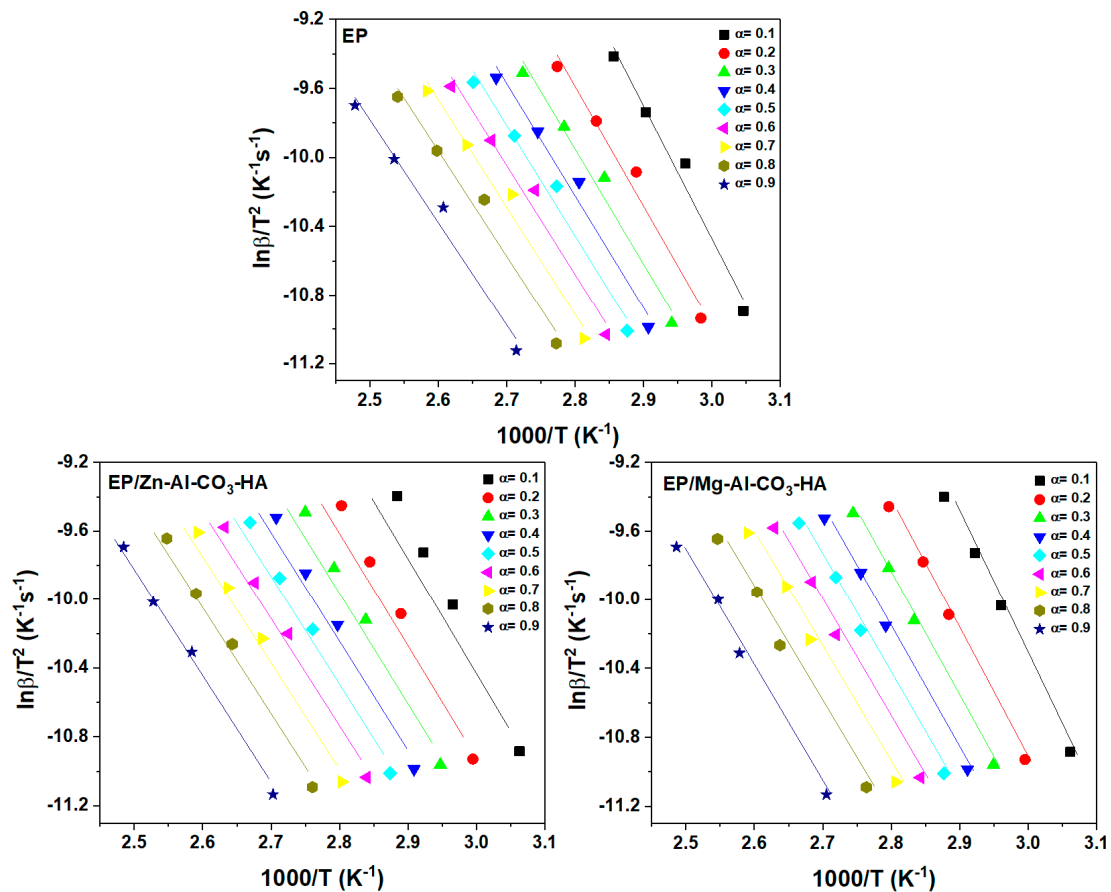 EP
α= 0.1
α= 0.2
α= 0.3
α= 0.4
α= 0.5
α= 0.6
α= 0.7
α= 0.8
α= 0.9
-9.2
-9.6
-10.0
-10.4
-10.8
-11.2
lnβ/T² (K⁻¹s⁻¹)
2.5 2.6 2.7 2.8 2.9 3.0 3.1
1000/T (K⁻¹)
EP/Zn-Al-CO₃-HA
α= 0.1
α= 0.2
α= 0.3
α= 0.4
α= 0.5
α= 0.6
α= 0.7
α= 0.8
α= 0.9
-9.2
-9.6
-10.0
-10.4
-10.8
-11.2
lnβ/T² (K⁻¹s⁻¹)
2.5 2.6 2.7 2.8 2.9 3.0 3.1
1000/T (K⁻¹)
EP/Mg-Al-CO₃-HA
α= 0.1
α= 0.2
α= 0.3
α= 0.4
α= 0.5
α= 0.6
α= 0.7
α= 0.8
α= 0.9
-9.2
-9.6
-10.0
-10.4
-10.8
-11.2
lnβ/T² (K⁻¹s⁻¹)
2.5 2.6 2.7 2.8 2.9 3.0 3.1
1000/T (K⁻¹)